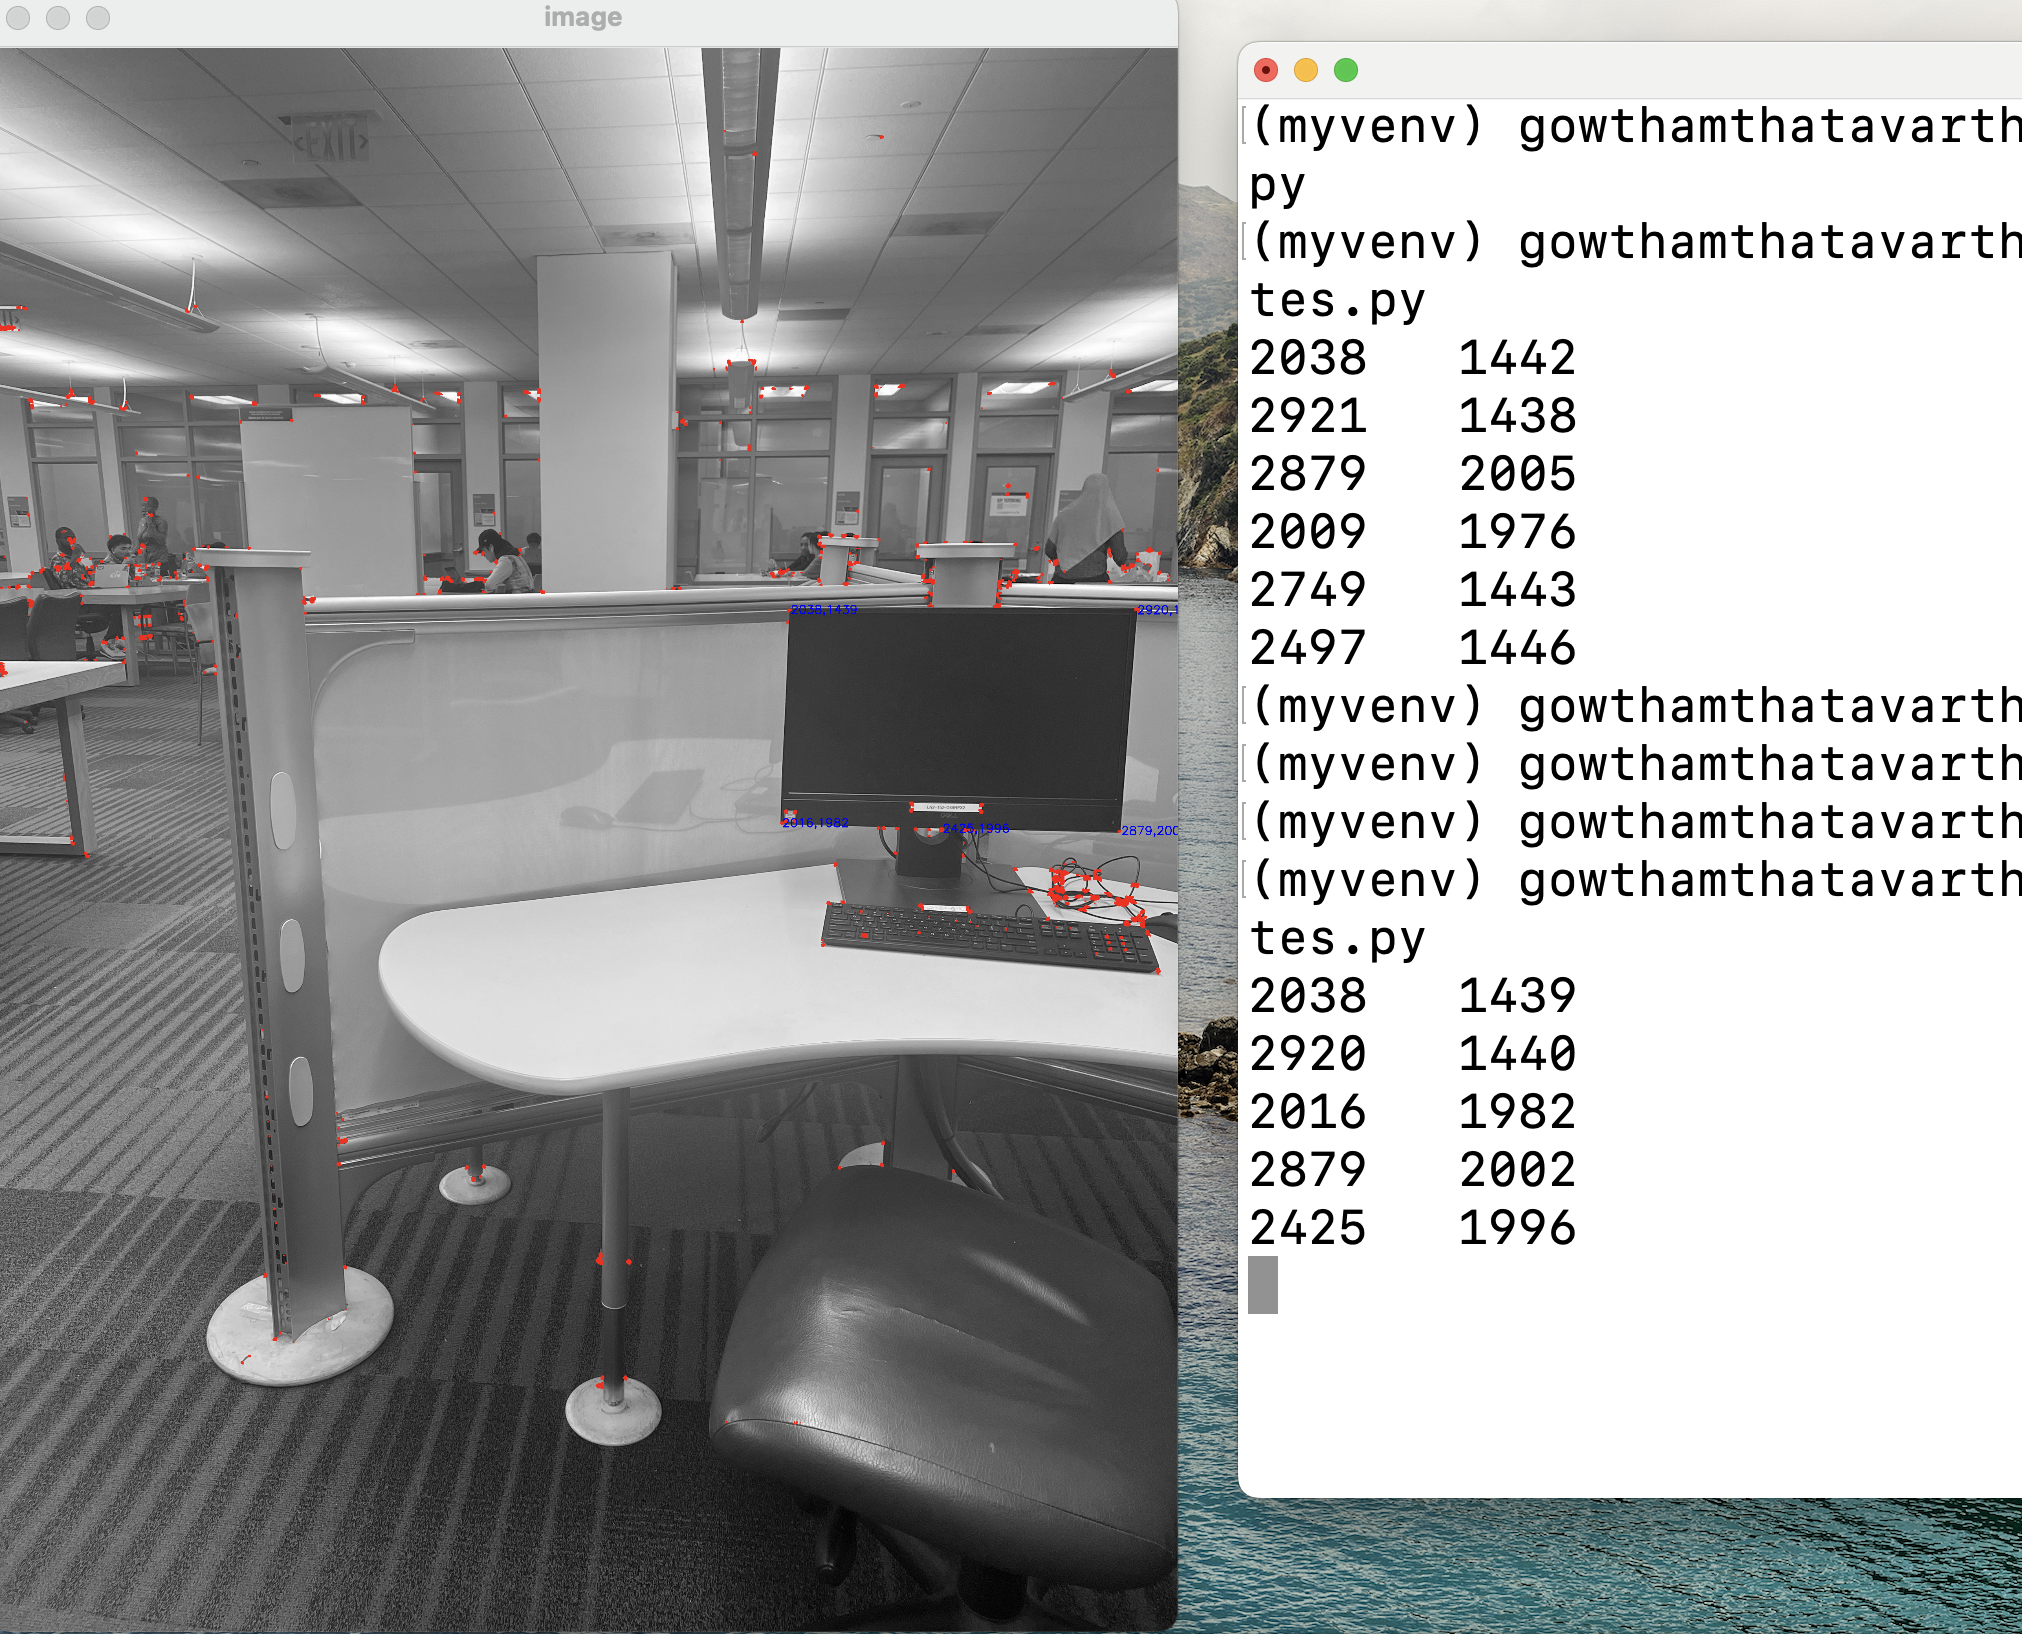 image
EXIT
2038,1439
2920,1
2016,1982
2425,1996
2879,200
(myvenv) gowthamthatavarth
py
(myvenv) gowthamthatavarth
tes.py
2038 1442
2921 1438
2879 2005
2009 1976
2749 1443
2497 1446
(myvenv) gowthamthatavarth
(myvenv) gowthamthatavarth
(myvenv) gowthamthatavarth
(myvenv) gowthamthatavarth
tes.py
2038 1439
2920 1440
2016 1982
2879 2002
2425 1996